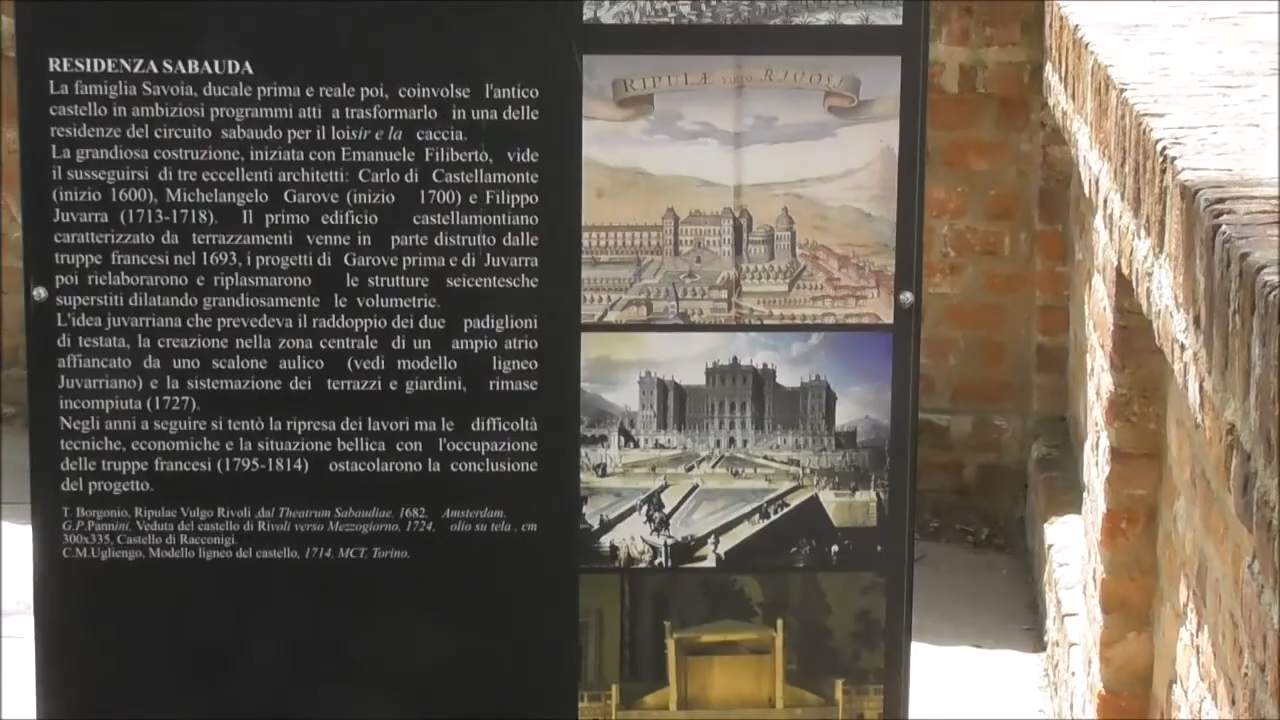 RESIDENZA SABAUDA
La famiglia Savoia, ducale prima e reale poi, coinvolse l'antico
castello in ambiziosi programmi atti a trasformarlo in una delle
residenze del circuito sabaudo per il loisir e la caccia.
La grandiosa costruzione, iniziata con Emanuele Filiberto, vide
il susseguirsi di tre eccellenti architetti: Carlo di Castellamonte
(inizio 1600), Michelangelo Garove (inizio 1700) e Filippo
Juvarra (1713-1718). Il primo edificio castellamontiano
caratterizzato da terrazzamenti venne in parte distrutto dalle
truppe francesi nel 1693, i progetti di Garove prima e di Juvarra
poi rielaborarono e riplasmarono le strutture seicentesche
superstiti dilatando grandiosamente le volumetrie.
L'idea juvarriana che prevedeva il raddoppio dei due padiglioni
di testata, la creazione nella zona centrale di un ampio atrio
affiancato da uno scalone aulico (vedi modello ligneo
Juvarriano) e la sistemazione dei terrazzi e giardini, rimase
incompiuta (1727).
Negli anni a seguire si tentò la ripresa dei lavori ma le difficoltà
tecniche, economiche e la situazione bellica con l'occupazione
delle truppe francesi (1795-1814) ostacolarono la conclusione
del progetto.
T. Borgonio, Ripulae Vulgo Rivoli ,dal Theatrum Sabaudiae, 1682, Amsterdam.
G.P.Pannini, Veduta del castello di Rivoli verso Mezzogiorno, 1724, olio su tela , cm
300x335, Castello di Racconigi.
C.M.Ugliengo, Modello ligneo del castello, 1714, MCT, Torino.
RIPULÆ vulgo RIVOLI